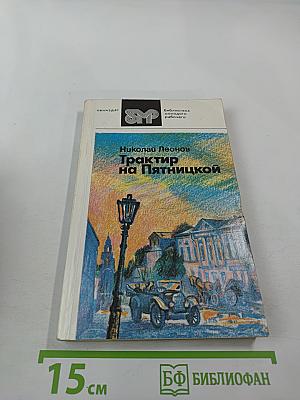 БМР
Библиотека
молодого
рабочего
Николай Леонов
Трактир
на Пятницкой
15 см
БФ БИБЛИОФАН